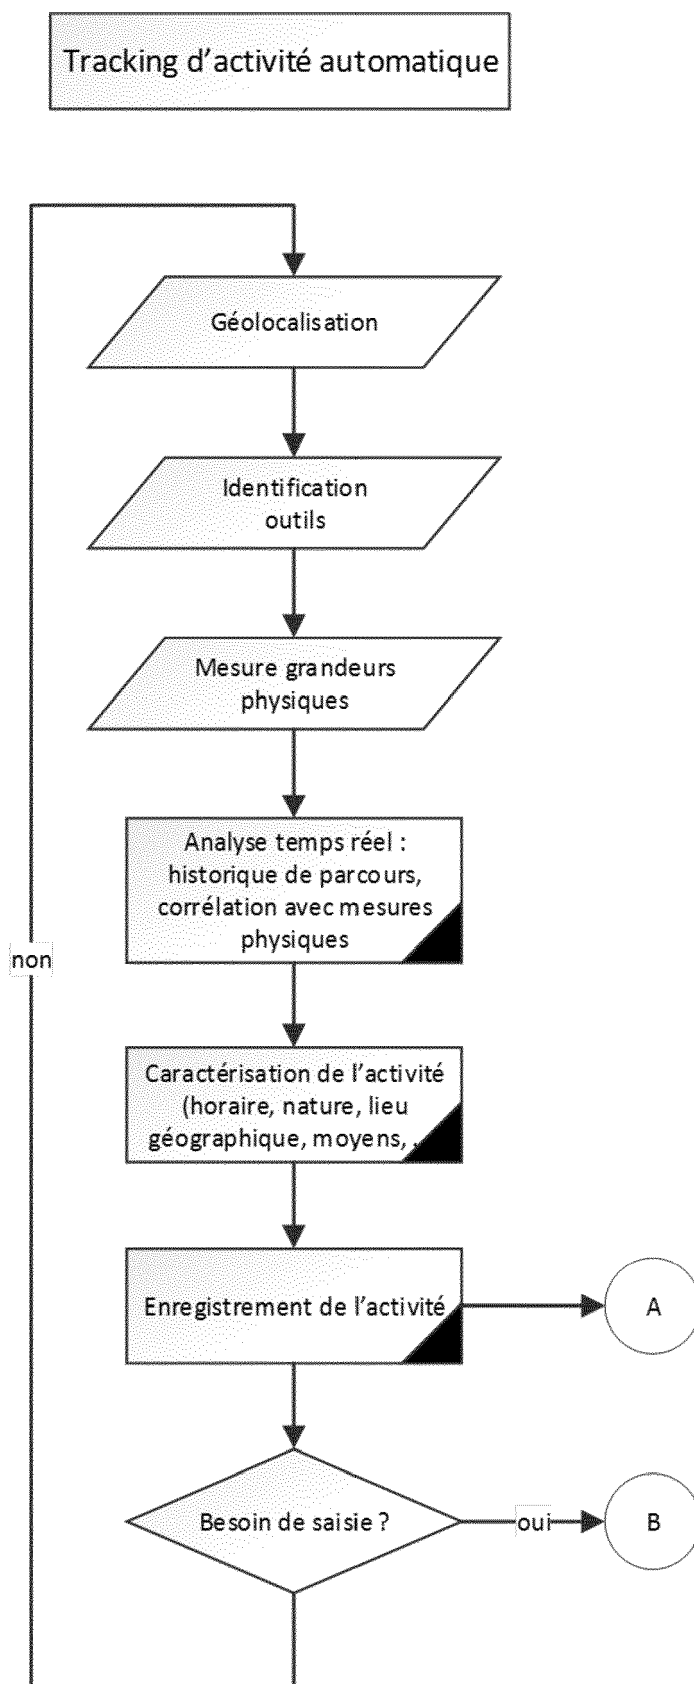 Tracking d'activité automatique
Géolocalisation
Identification
outils
Mesure grandeurs
physiques
Analyse temps réel :
historique de parcours,
corrélation avec mesures
physiques
non
Caractérisation de l'activité
(horaire, nature, lieu
géographique, moyens, .
Enregistrement de l'activité
A
Besoin de saisie ?
oui
B